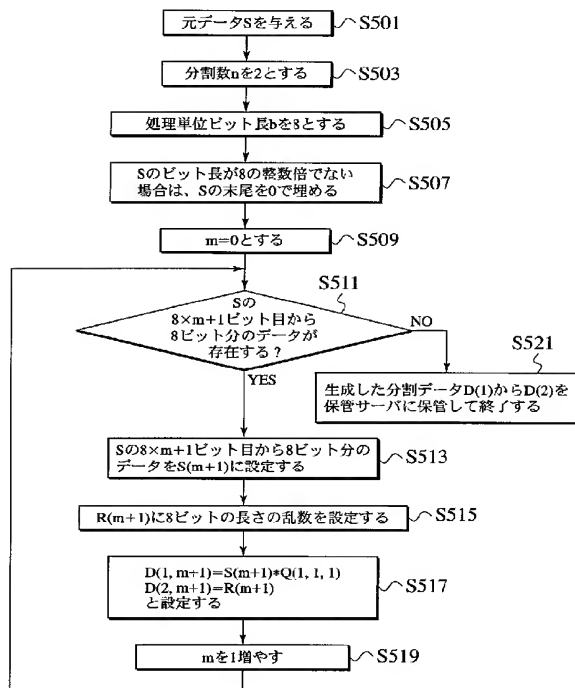 元データSを与える
S501
分割数nを2とする
S503
処理単位ビット長bを8とする
S505
Sのビット長が8の整数倍でない
場合は、Sの末尾を0で埋める
S507
m=0とする
S509
S511
Sの
8×m+1ビット目から
8ビット分のデータが
存在する？
NO
YES
S521
生成した分割データD(1)からD(2)を
保管サーバに保管して終了する
Sの8×m+1ビット目から8ビット分の
データをS(m+1)に設定する
S513
R(m+1)に8ビットの長さの乱数を設定する
S515
D(1, m+1)=S(m+1)*Q(1, 1, 1)
D(2, m+1)=R(m+1)
と設定する
S517
mを1増やす
S519